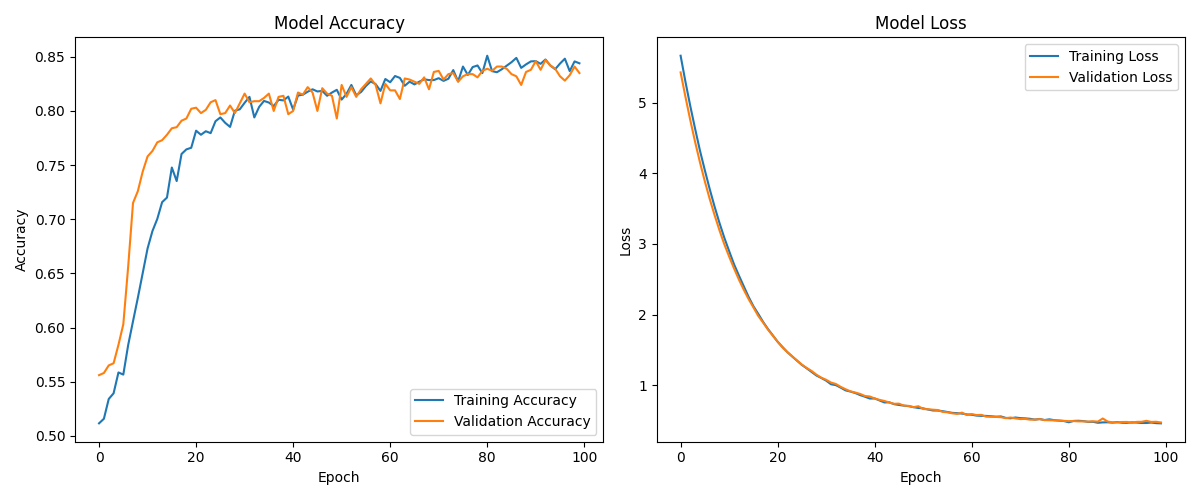 Model Accuracy
Accuracy
0.85
0.80
0.75
0.70
0.65
0.60
0.55
0.50
0 20 40 60 80 100
Epoch
Training Accuracy
Validation Accuracy
Model Loss
Loss
5
4
3
2
1
0 20 40 60 80 100
Epoch
Training Loss
Validation Loss